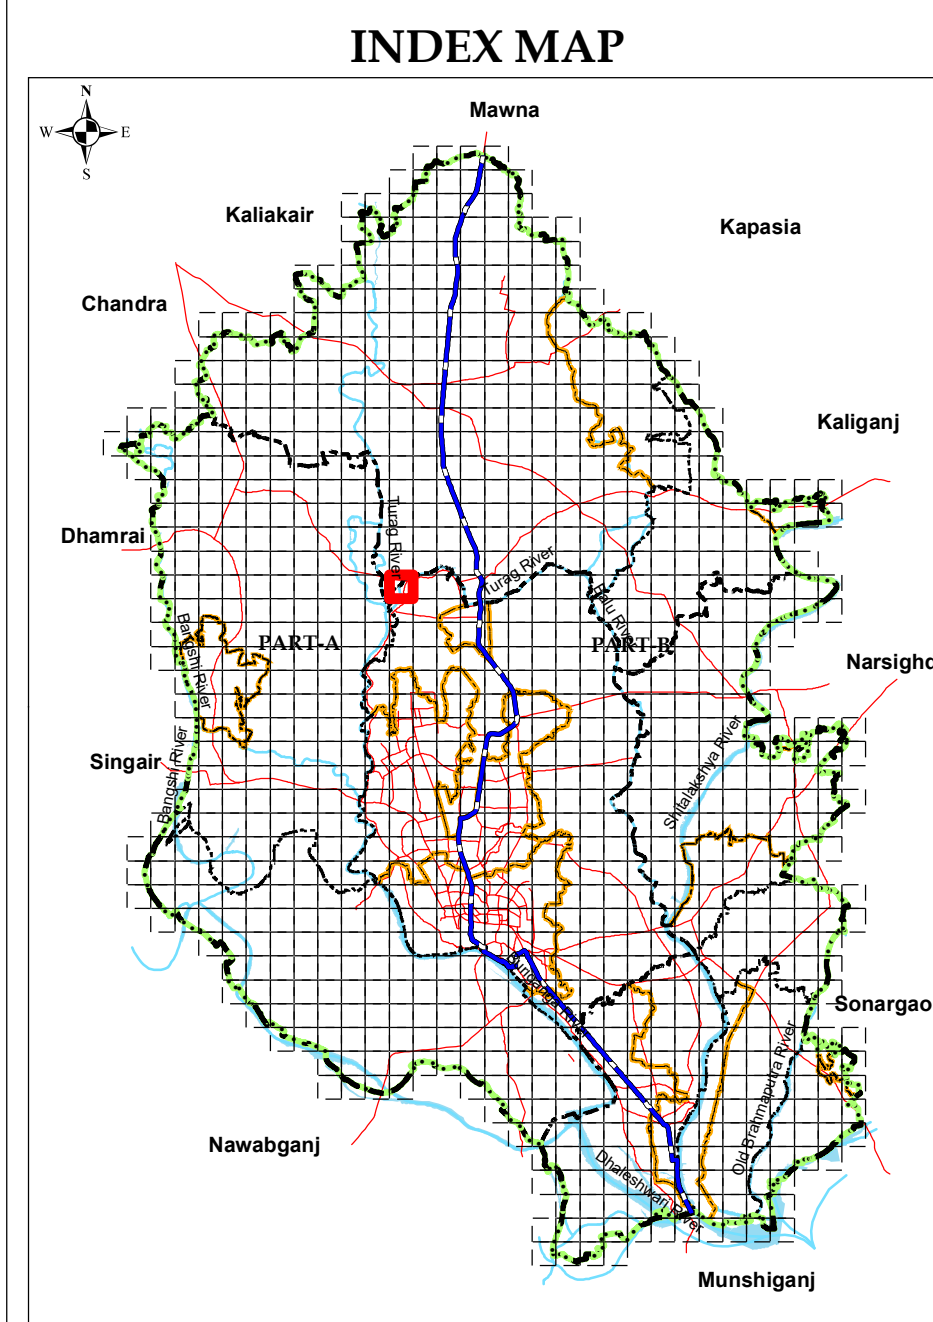 INDEX MAP
N
W E
S
Mawna
Kaliakair
Kapasia
Chandra
Kaliganj
Dhamrai
Turag River
Turag River
Balu River
Bangshi River
PART-A
PART-B
Narsighd
Shitalakshya River
Singair
Bangshi River
Buriganga River
Sonargao
Old Brahmaputra River
Nawabganj
Dhaleshwari River
Munshiganj